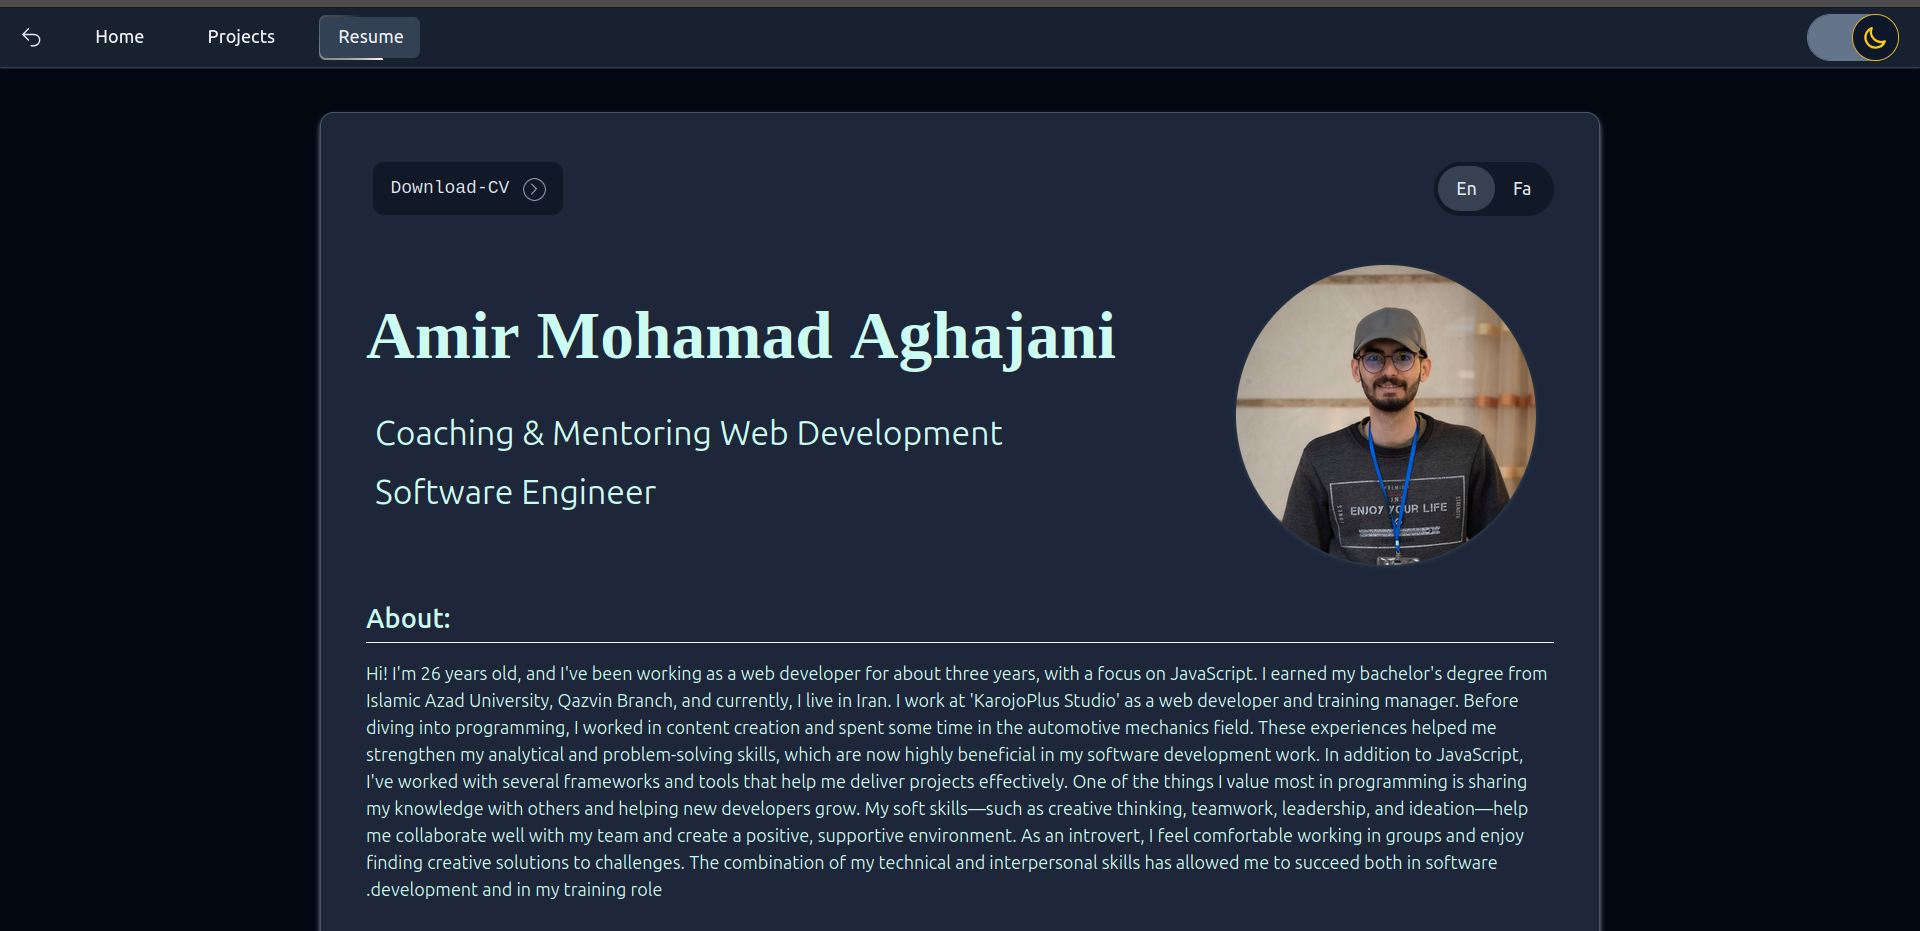 Home Projects Resume
Download-CV En Fa
Amir Mohamad Aghajani
Coaching & Mentoring Web Development
Software Engineer
ENJOY YOUR LIFE
About:
Hi! I'm 26 years old, and I've been working as a web developer for about three years, with a focus on JavaScript. I earned my bachelor's degree from
Islamic Azad University, Qazvin Branch, and currently, I live in Iran. I work at 'KarojoPlus Studio' as a web developer and training manager. Before
diving into programming, I worked in content creation and spent some time in the automotive mechanics field. These experiences helped me
strengthen my analytical and problem-solving skills, which are now highly beneficial in my software development work. In addition to JavaScript,
I've worked with several frameworks and tools that help me deliver projects effectively. One of the things I value most in programming is sharing
my knowledge with others and helping new developers grow. My soft skills—such as creative thinking, teamwork, leadership, and ideation—help
me collaborate well with my team and create a positive, supportive environment. As an introvert, I feel comfortable working in groups and enjoy
finding creative solutions to challenges. The combination of my technical and interpersonal skills has allowed me to succeed both in software
.development and in my training role